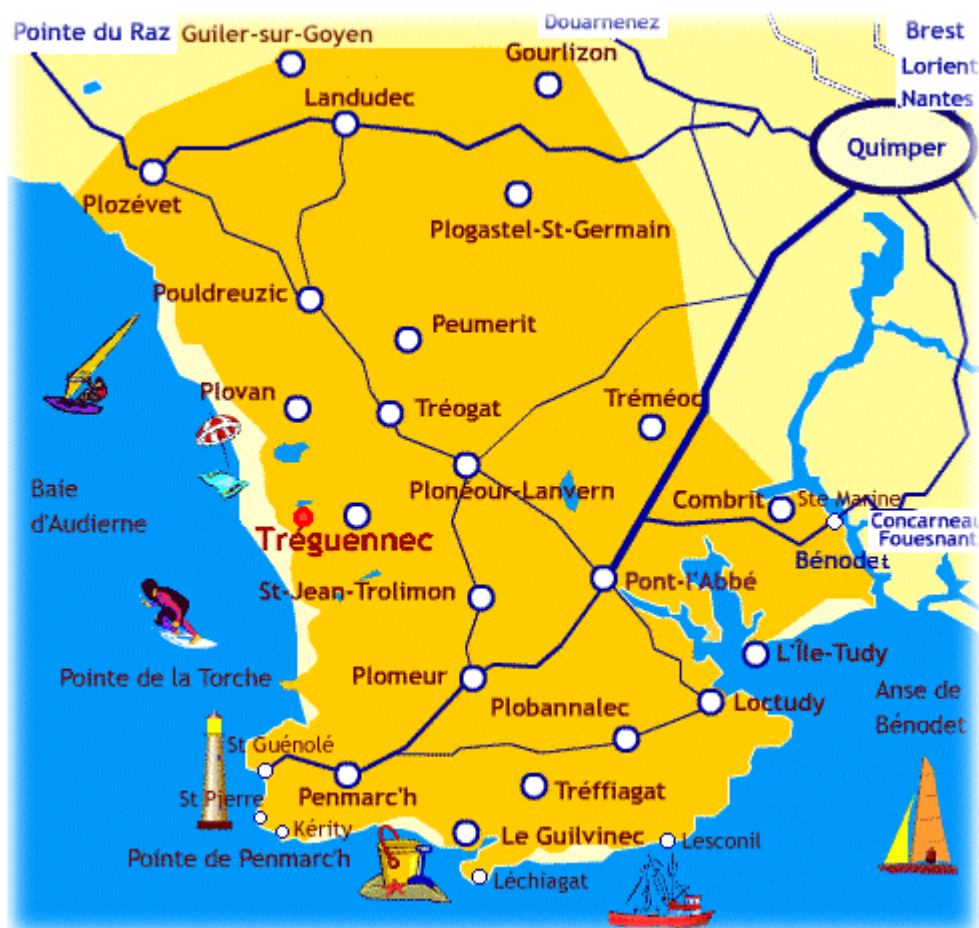 Douarnenez
Pointe du Raz
Guiler-sur-Goyen
Brest
Gourlizon
Lorient
Landudec
Nantes
Quimper
Plozévet
Plogastel-St-Germain
Pouldreuzic
Peumerit
Plovan
Tréogat
Tréméoc
Baie
d'Audierne
Plonéour-Lanvern
Combrit
Ste Marine
Concarneau
Fouesnant
Tréguennec
Bénodet
St-Jean-Trolimon
Pont-l'Abbé
L'Île-Tudy
Pointe de la Torche
Plomeur
Plobannalec
Loctudy
Anse de
Bénodet
St Guénolé
St Pierre
Penmarc'h
Tréffiagat
Kérity
Le Guilvinec
Lesconil
Pointe de Penmarc'h
Léchiagat